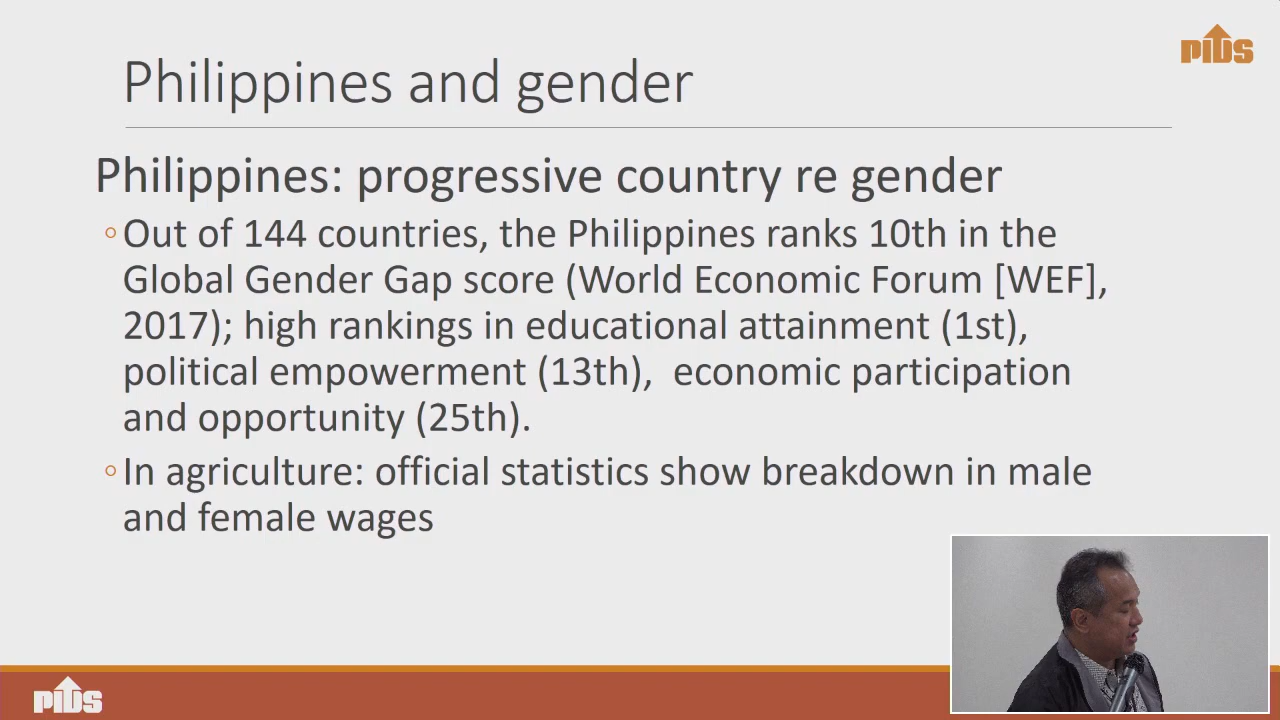 PIDS
Philippines and gender
Philippines: progressive country re gender
◦Out of 144 countries, the Philippines ranks 10th in the
Global Gender Gap score (World Economic Forum [WEF],
2017); high rankings in educational attainment (1st),
political empowerment (13th),  economic participation
and opportunity (25th).
◦In agriculture: official statistics show breakdown in male
and female wages
PIDS